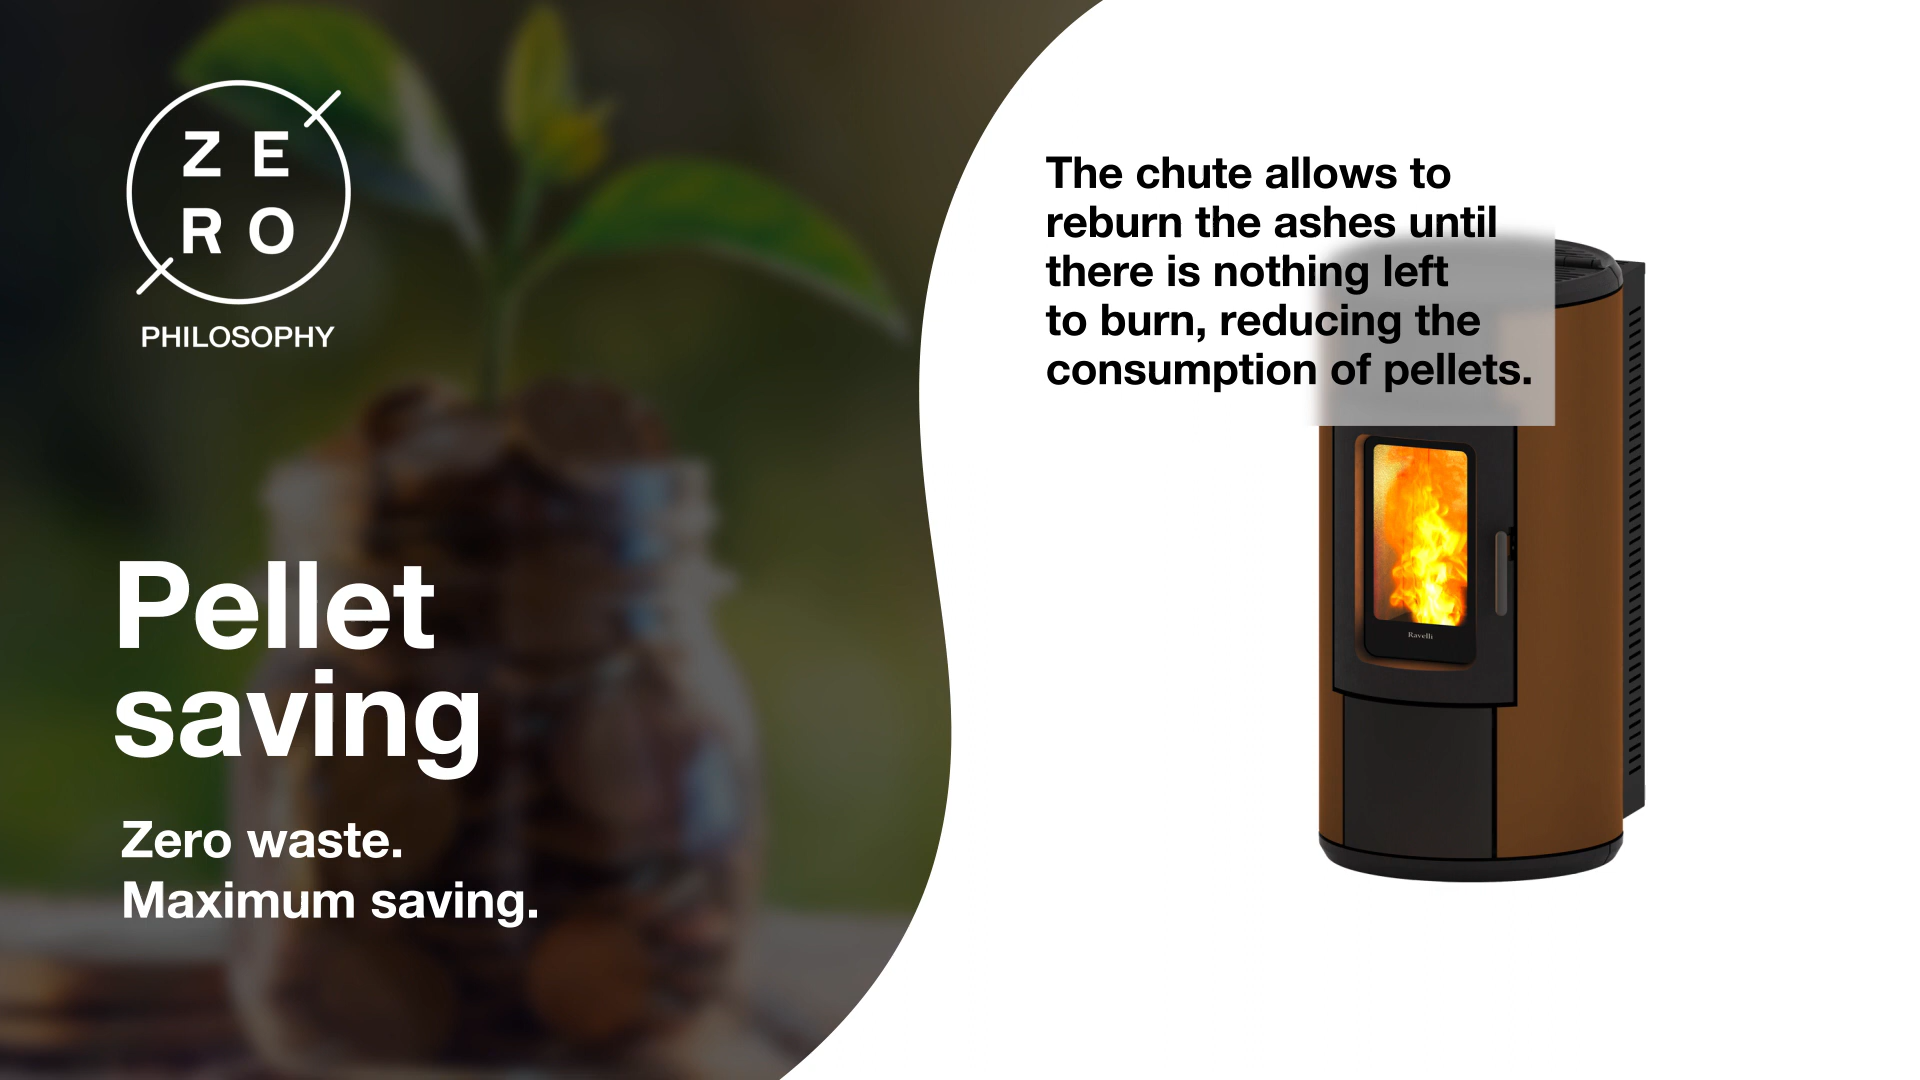 Z E
R O
PHILOSOPHY
Pellet
saving
Zero waste.
Maximum saving.
The chute allows to
reburn the ashes until
there is nothing left
to burn, reducing the
consumption of pellets.
Ravelli